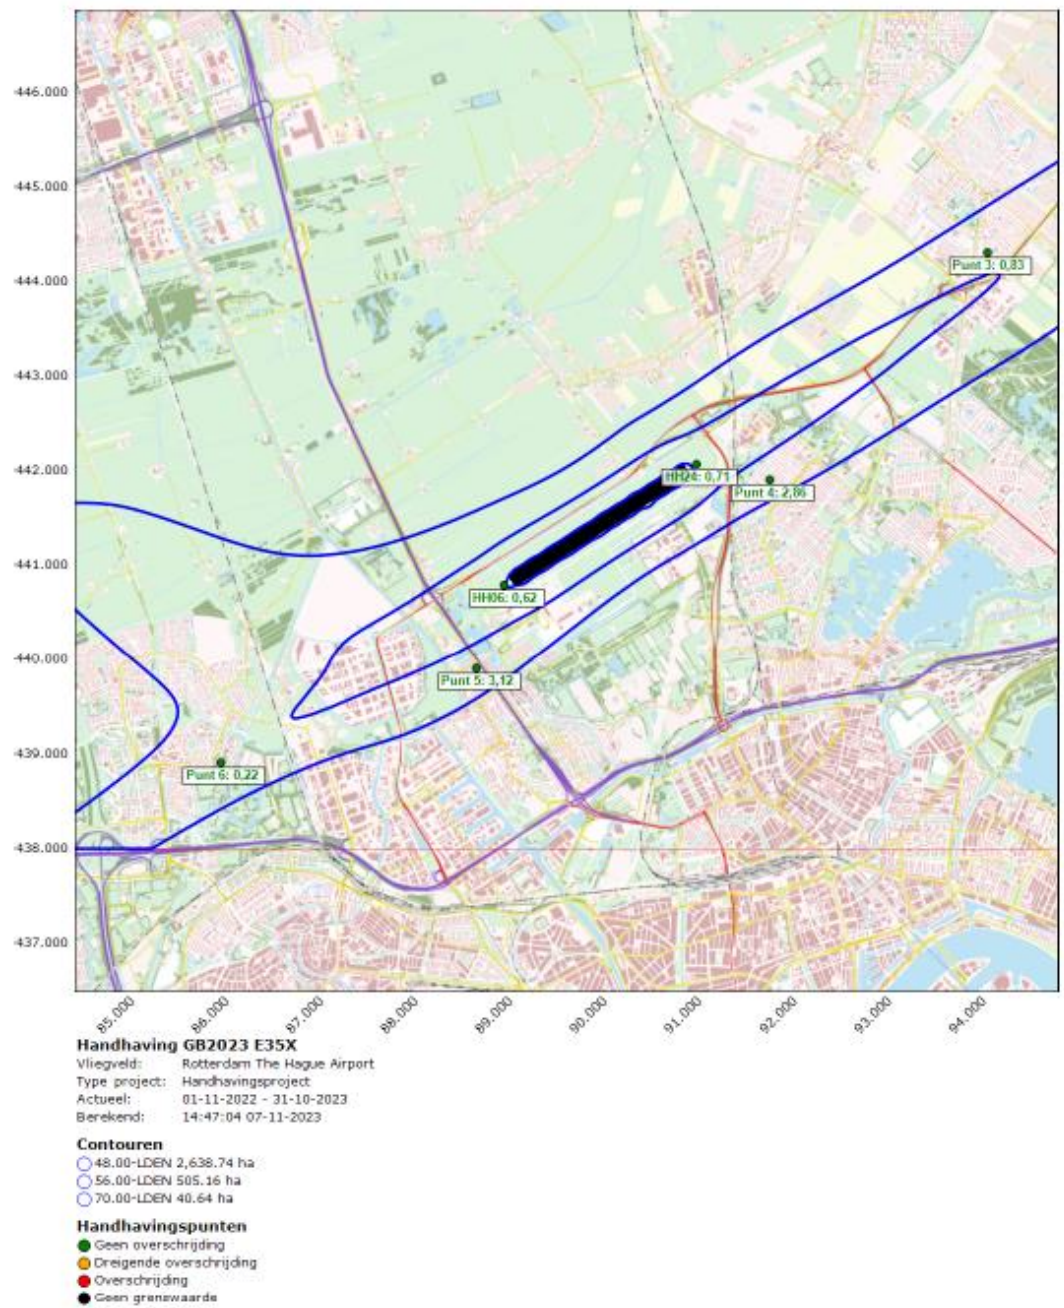 446.000
445.000
444.000
443.000
442.000
441.000
440.000
439.000
438.000
437.000
Punt 3: 0,83
HH24: 0,71
Punt 4: 2,86
HH06: 0,62
Punt 5: 3,12
Punt 6: 0,22
85.000
86.000
87.000
88.000
89.000
90.000
91.000
92.000
93.000
94.000
Handhaving GB2023 E35X
Vliegveld: Rotterdam The Hague Airport
Type project: Handhavingsproject
Actueel: 01-11-2022 - 31-10-2023
Berekend: 14:47:04 07-11-2023
Contouren
48.00-LDEN 2,638.74 ha
56.00-LDEN 505.16 ha
70.00-LDEN 40.64 ha
Handhavingspunten
Geen overschrijding
Dreigende overschrijding
Overschrijding
Geen grenswaarde